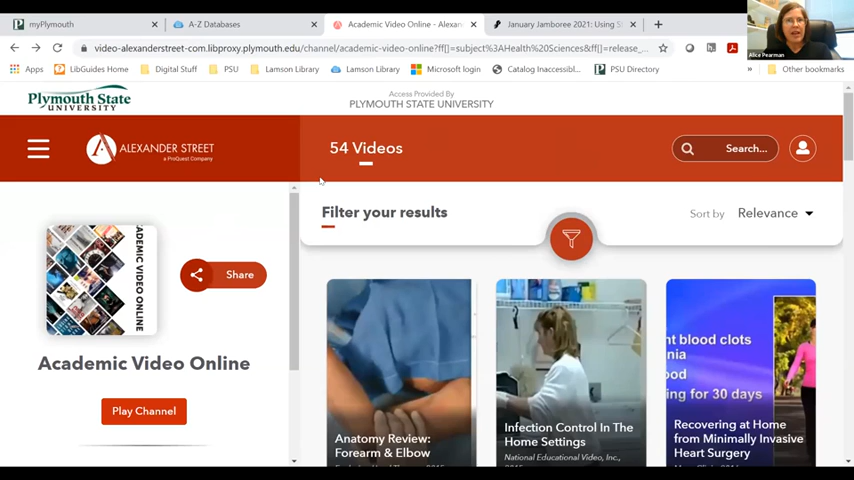 myPlymouth
A-Z Databases
Academic Video Online - Alexan
January Jamboree 2021: Using S
video-alexanderstreet-com.libproxy.plymouth.edu/channel/academic-video-online?ff[]=subject%3AHealth%20Sciences&ff[]=release_...
Apps
LibGuides Home
Digital Stuff
PSU
Lamson Library
Lamson Library
Microsoft login
Catalog Inaccessibl...
PSU Directory
»
Other bookmarks
Alice Pearman
Plymouth State
UNIVERSITY
Access Provided By
PLYMOUTH STATE UNIVERSITY
ALEXANDER STREET
a ProQuest Company
54 Videos
Search...
Filter your results
Sort by
Relevance
ACADEMIC VIDEO ONLINE
Share
Academic Video Online
Play Channel
Anatomy Review:
Forearm & Elbow
Infection Control In The
Home Settings
National Educational Video, Inc.,
nt blood clots
nia
ood
ing for 30 days
Recovering at Home
from Minimally Invasive
Heart Surgery